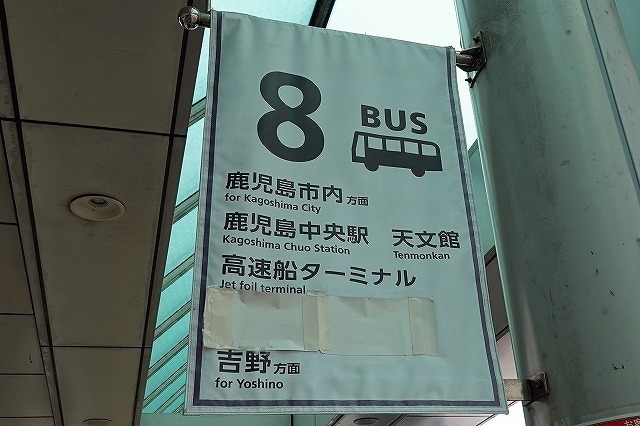 8 BUS
鹿児島市内 方面
for Kagoshima City
鹿児島中央駅 天文館
Kagoshima Chuo Station Tenmonkan
高速船ターミナル
Jet foil terminal
吉野 方面
for Yoshino